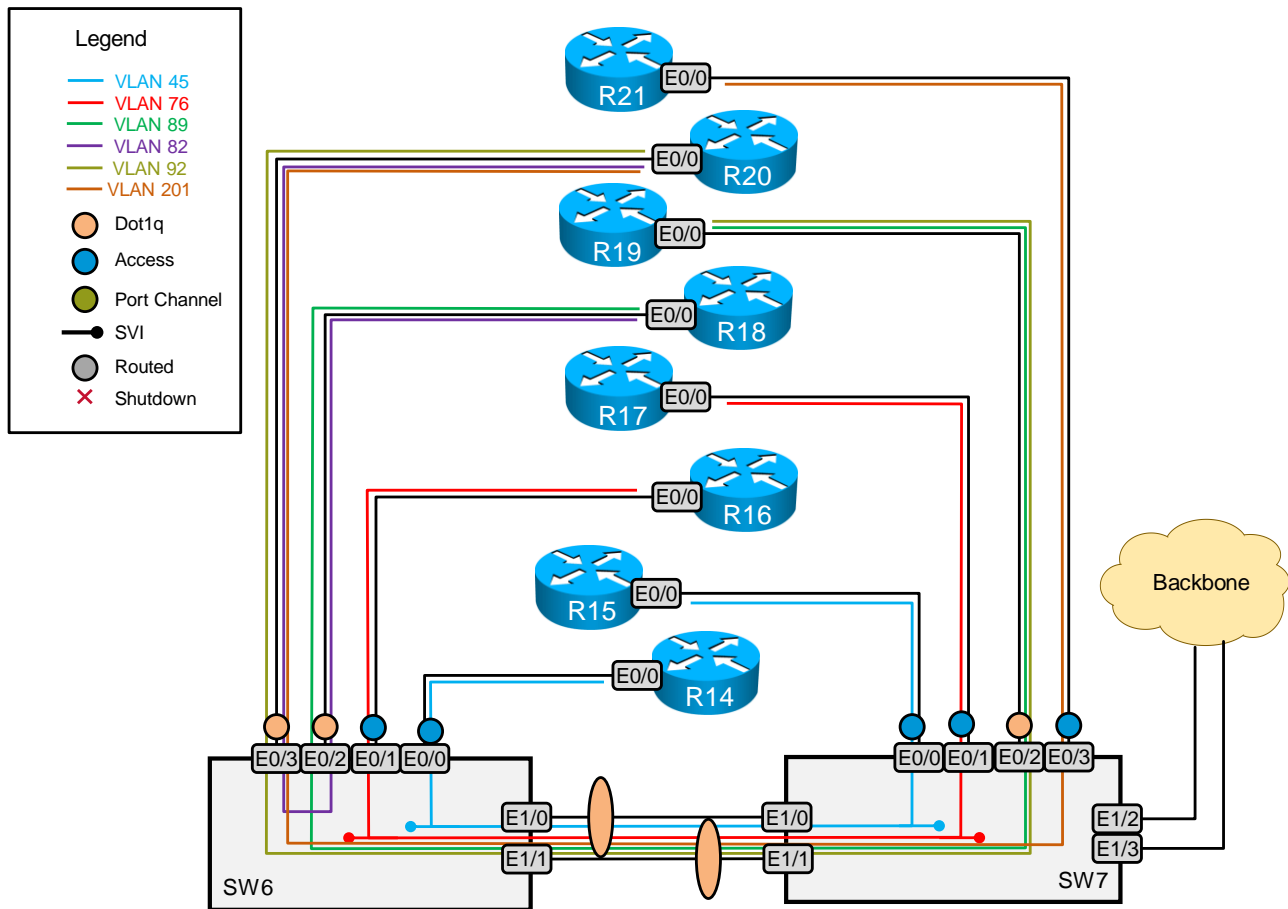 Legend
VLAN 45
VLAN 76
VLAN 89
VLAN 82
VLAN 92
VLAN 201
Dot1q
Access
Port Channel
SVI
Routed
Shutdown
E0/0
R21
E0/0
R20
E0/0
R19
E0/0
R18
E0/0
R17
E0/0
R16
E0/0
R15
E0/0
R14
Backbone
E0/3 E0/2 E0/1 E0/0
E0/0 E0/1 E0/2 E0/3
E1/0
E1/0
E1/2
E1/1
E1/1
E1/3
SW6
SW7